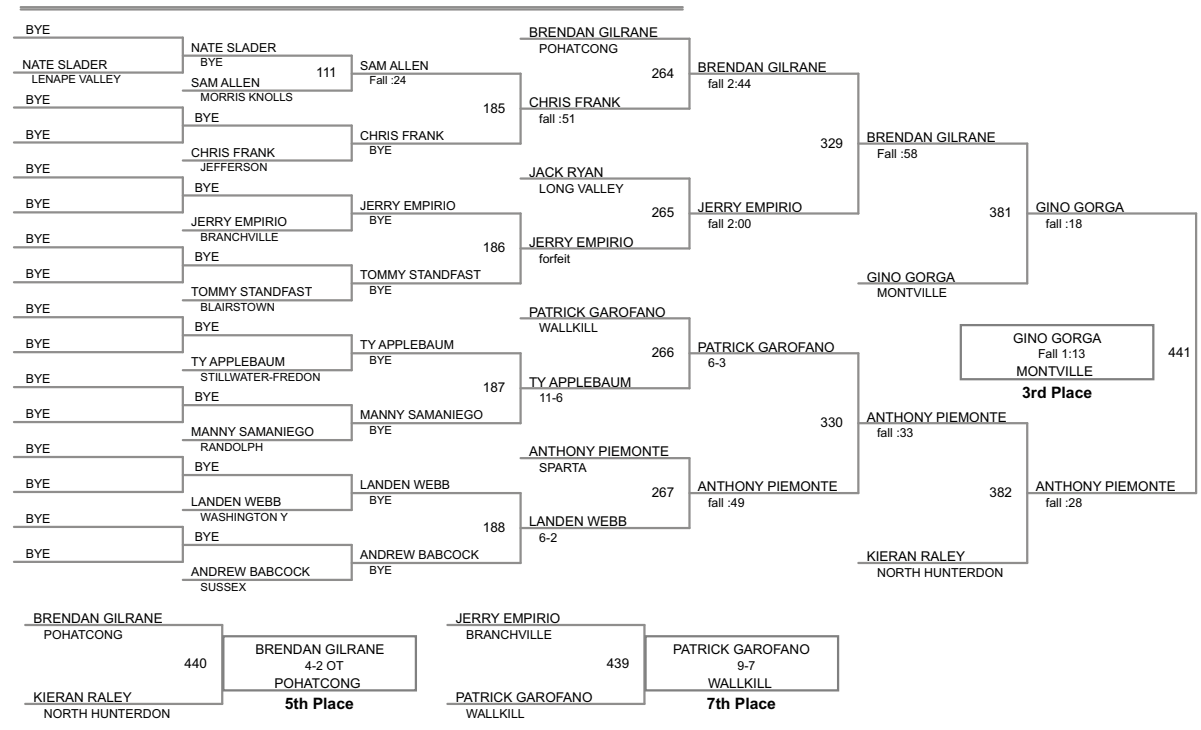 BYE
NATE SLADER
LENAPE VALLEY
BYE
BYE
BYE
BYE
BYE
BYE
BYE
BYE
BYE
BYE
BYE
BYE
BYE
BYE
NATE SLADER
BYE
111
SAM ALLEN
MORRIS KNOLLS
BYE
CHRIS FRANK
JEFFERSON
BYE
JERRY EMPIRIO
BRANCHVILLE
BYE
TOMMY STANDFAST
BLAIRSTOWN
BYE
TY APPLEBAUM
STILLWATER-FREDON
BYE
MANNY SAMANIEGO
RANDOLPH
BYE
LANDEN WEBB
WASHINGTON Y
BYE
ANDREW BABCOCK
SUSSEX
SAM ALLEN
Fall :24
185
CHRIS FRANK
BYE
JERRY EMPIRIO
BYE
186
TOMMY STANDFAST
BYE
TY APPLEBAUM
BYE
187
MANNY SAMANIEGO
BYE
LANDEN WEBB
BYE
188
ANDREW BABCOCK
BYE
BRENDAN GILRANE
POHATCONG
264
CHRIS FRANK
fall :51
JACK RYAN
LONG VALLEY
265
JERRY EMPIRIO
forfeit
PATRICK GAROFANO
WALLKILL
266
TY APPLEBAUM
11-6
ANTHONY PIEMONTE
SPARTA
267
LANDEN WEBB
6-2
BRENDAN GILRANE
fall 2:44
329
JERRY EMPIRIO
fall 2:00
PATRICK GAROFANO
6-3
330
ANTHONY PIEMONTE
fall :49
BRENDAN GILRANE
Fall :58
381
GINO GORGA
MONTVILLE
ANTHONY PIEMONTE
fall :33
382
KIERAN RALEY
NORTH HUNTERDON
GINO GORGA
fall :18
441
ANTHONY PIEMONTE
fall :28
GINO GORGA
Fall 1:13
MONTVILLE
3rd Place
BRENDAN GILRANE
POHATCONG
440
KIERAN RALEY
NORTH HUNTERDON
BRENDAN GILRANE
4-2 OT
POHATCONG
5th Place
JERRY EMPIRIO
BRANCHVILLE
439
PATRICK GAROFANO
WALLKILL
PATRICK GAROFANO
9-7
WALLKILL
7th Place